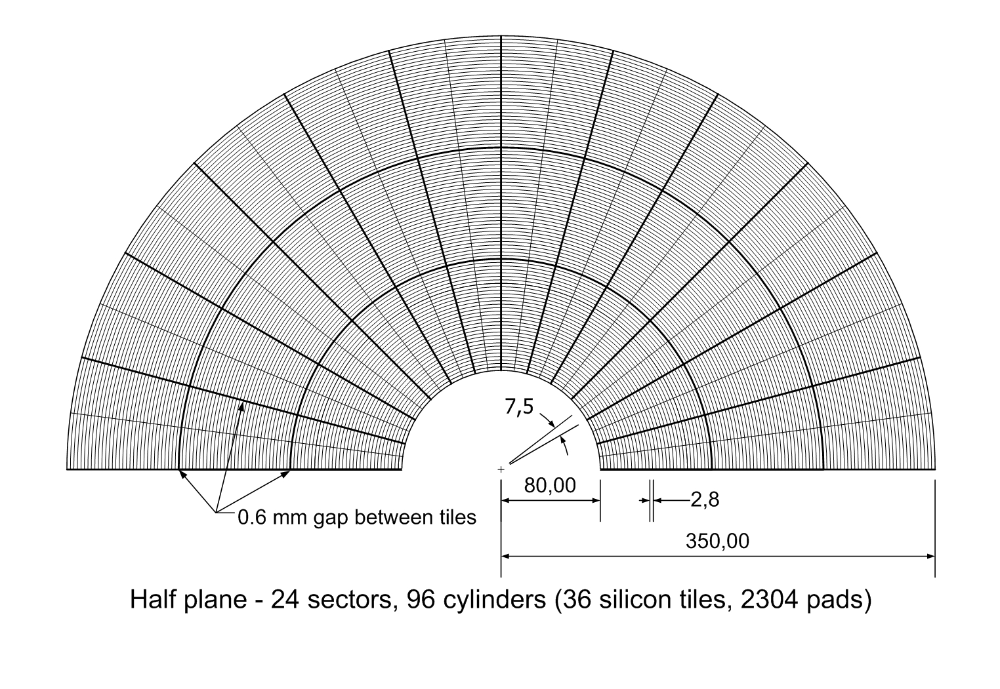 7,5
80,00
2,8
0.6 mm gap between tiles
350,00
Half plane - 24 sectors, 96 cylinders (36 silicon tiles, 2304 pads)